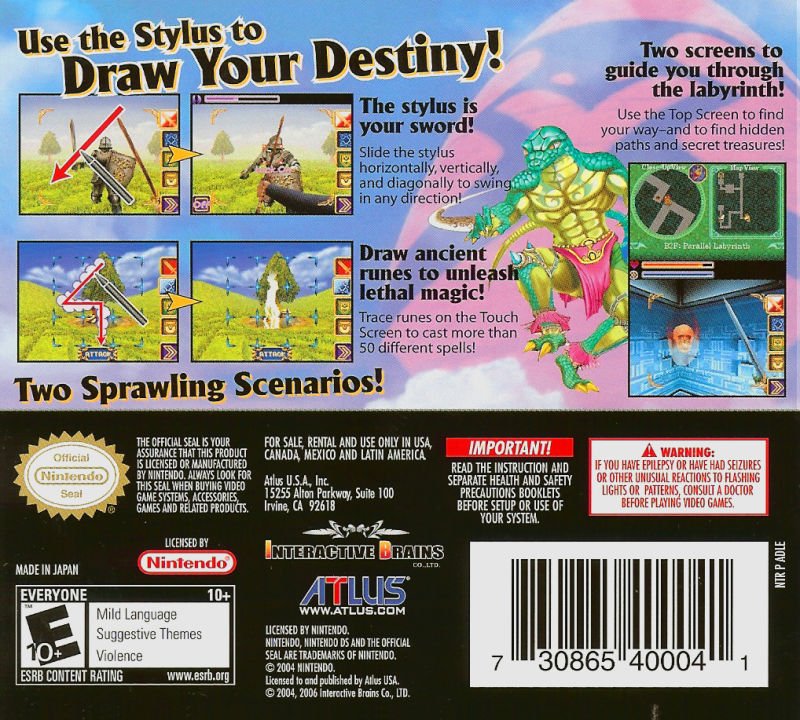 Use the Stylus to
Draw Your Destiny!
The stylus is
your sword!
Slide the stylus
horizontally, vertically,
and diagonally to swing
in any direction!
Draw ancient
runes to unleash
lethal magic!
Trace runes on the Touch
Screen to cast more than
50 different spells!
ATTACK
ATTACK
Two Sprawling Scenarios!
Two screens to
guide you through
the labyrinth!
Use the Top Screen to find
your way–and to find hidden
paths and secret treasures!
Close-Up View
Map View
B2F: Parallel Labyrinth
Official
Nintendo
Seal
THE OFFICIAL SEAL IS YOUR
ASSURANCE THAT THIS PRODUCT
IS LICENSED OR MANUFACTURED
BY NINTENDO. ALWAYS LOOK FOR
THIS SEAL WHEN BUYING VIDEO
GAME SYSTEMS, ACCESSORIES,
GAMES AND RELATED PRODUCTS.
LICENSED BY
Nintendo®
MADE IN JAPAN
EVERYONE 10+
TM
E
10+
Mild Language
Suggestive Themes
Violence
ESRB CONTENT RATING www.esrb.org
FOR SALE, RENTAL AND USE ONLY IN USA,
CANADA, MEXICO AND LATIN AMERICA.
Atlus U.S.A., Inc.
15255 Alton Parkway, Suite 100
Irvine, CA 92618
INTERACTIVE BRAINS
CO.,LTD.
ATLUS®
WWW.ATLUS.COM
LICENSED BY NINTENDO.
NINTENDO, NINTENDO DS AND THE OFFICIAL
SEAL ARE TRADEMARKS OF NINTENDO.
© 2004 NINTENDO.
Licensed to and published by Atlus USA.
© 2004, 2006 Interactive Brains Co., LTD.
IMPORTANT!
READ THE INSTRUCTION AND
SEPARATE HEALTH AND SAFETY
PRECAUTIONS BOOKLETS
BEFORE SETUP OR USE OF
YOUR SYSTEM.
WARNING:
IF YOU HAVE EPILEPSY OR HAVE HAD SEIZURES
OR OTHER UNUSUAL REACTIONS TO FLASHING
LIGHTS OR PATTERNS, CONSULT A DOCTOR
BEFORE PLAYING VIDEO GAMES.
7 30865 40004 1
NTR P ADLE